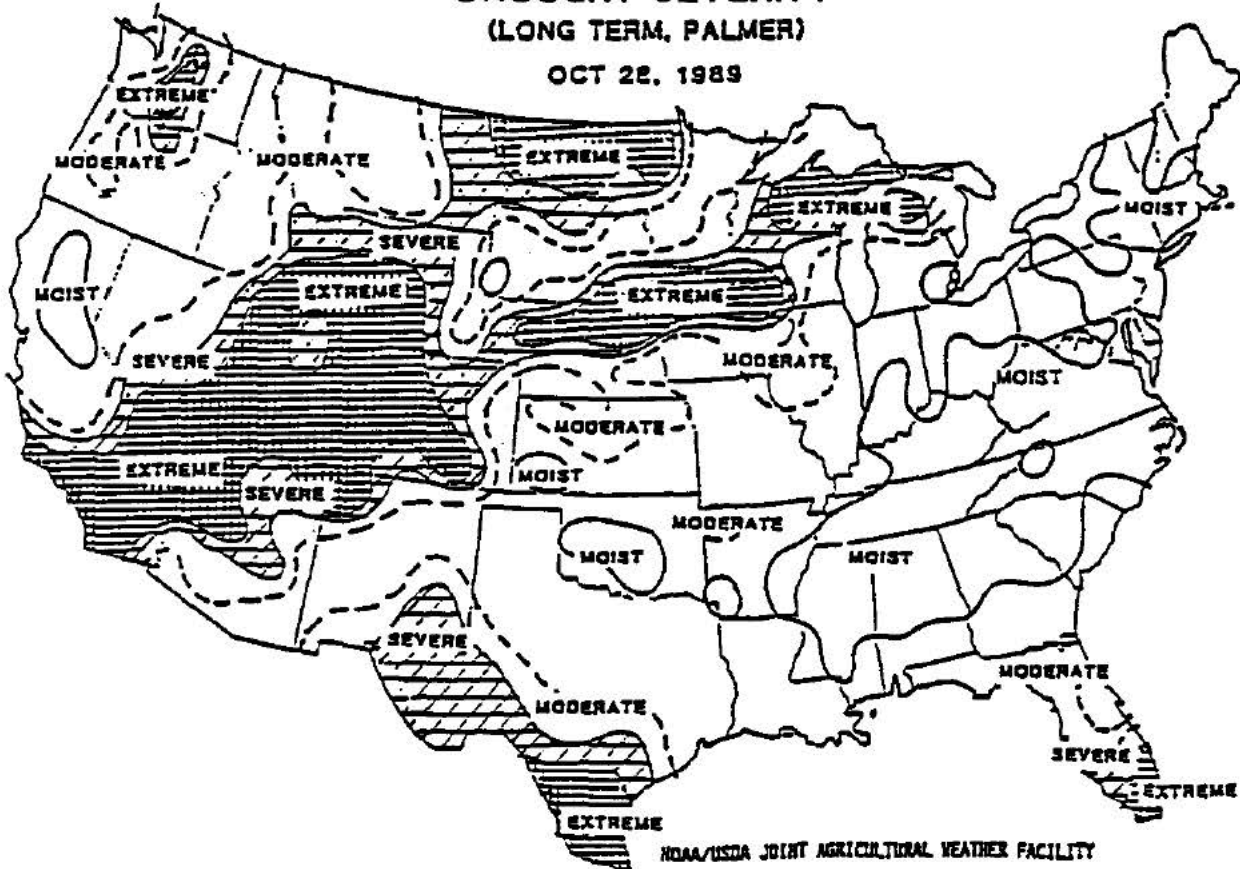 (LONG TERM, PALMER)
OCT 28, 1989
EXTREME
MODERATE
MODERATE
EXTREME
EXTREME
MOIST
SEVERE
MOIST
EXTREME
EXTREME
SEVERE
MODERATE
MOIST
MODERATE
EXTREME
SEVERE
MOIST
MODERATE
MOIST
MOIST
SEVERE
MODERATE
MODERATE
SEVERE
EXTREME
EXTREME
NOAA/USDA JOINT AGRICULTURAL WEATHER FACILITY